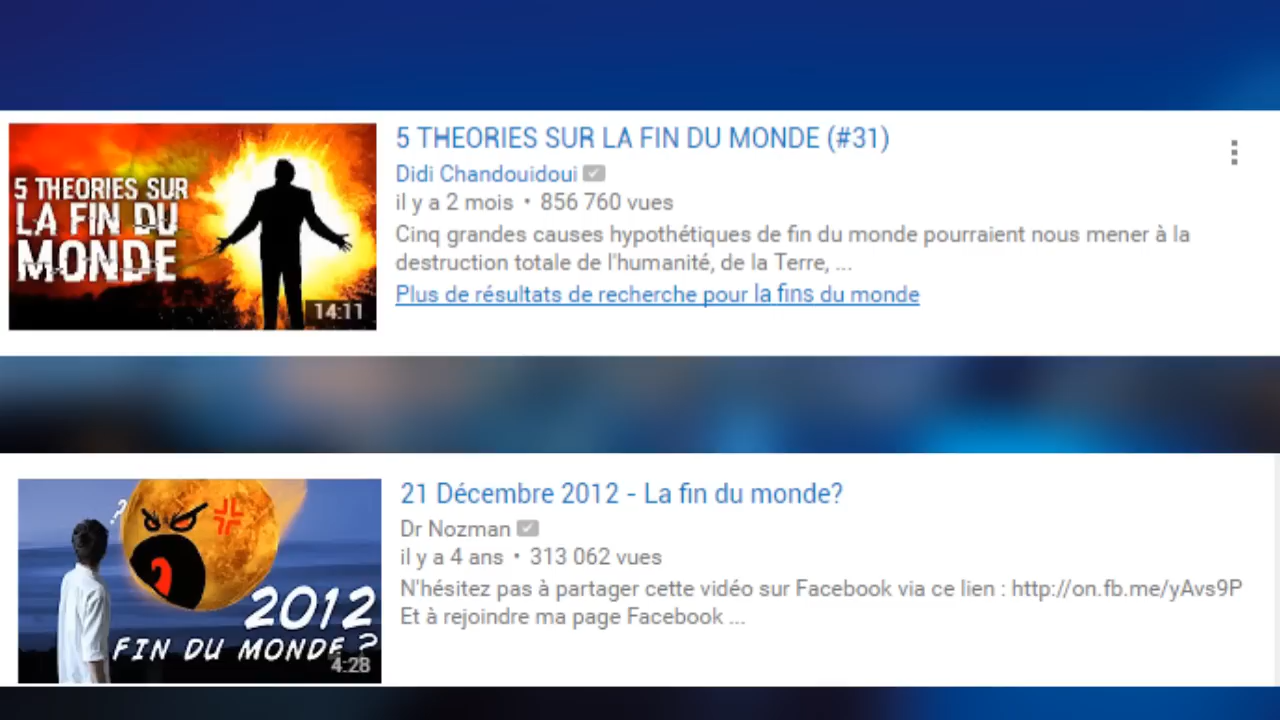 5 THEORIES SUR
LA FIN DU
MONDE
14:11
5 THEORIES SUR LA FIN DU MONDE (#31)
Didi Chandouidoui
il y a 2 mois • 856 760 vues
Cinq grandes causes hypothétiques de fin du monde pourraient nous mener à la
destruction totale de l'humanité, de la Terre, ...
Plus de résultats de recherche pour la fins du monde
?
2012
FIN DU MONDE ?
4:28
21 Décembre 2012 - La fin du monde?
Dr Nozman
il y a 4 ans • 313 062 vues
N'hésitez pas à partager cette vidéo sur Facebook via ce lien : http://on.fb.me/yAvs9P
Et à rejoindre ma page Facebook ...